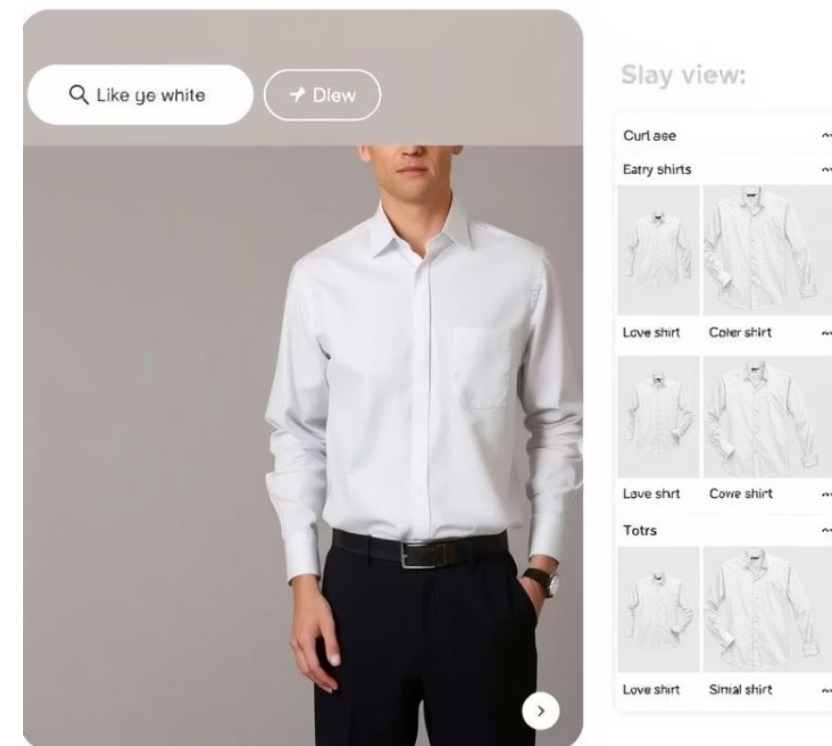 Like ye white
Dlew
Slay view:
Curt aee
Eatry shirts
Love shirt
Coler shirt
Lave shrt
Cowe shirt
Totrs
Love shirt
Simial shirt